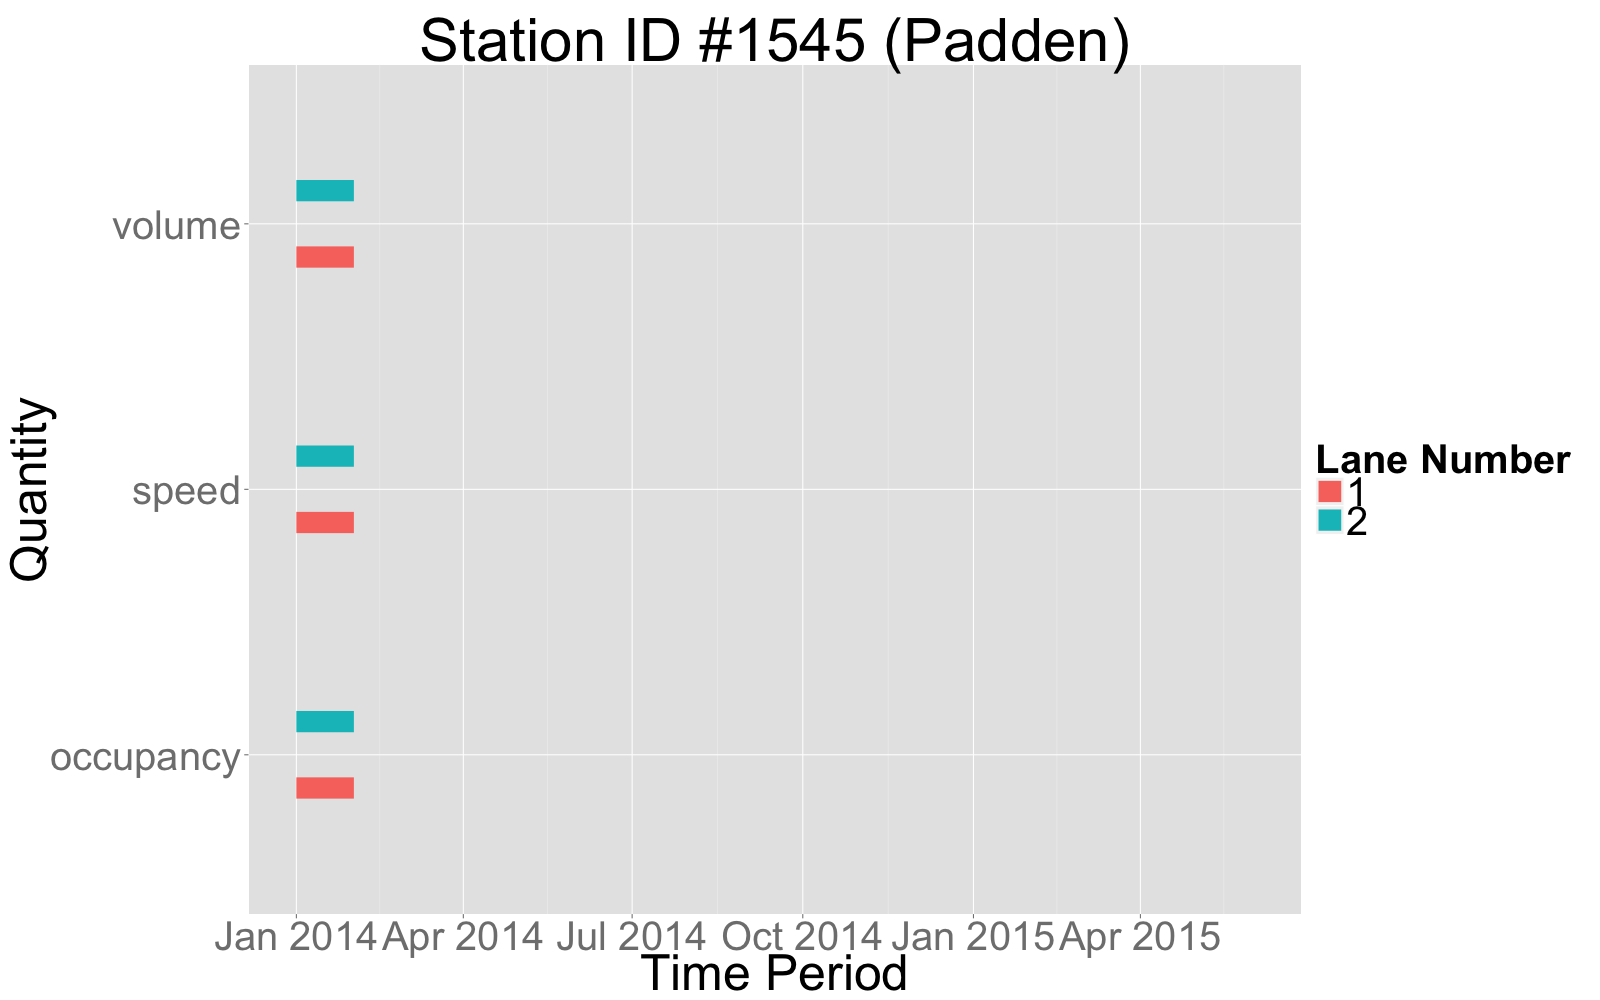 Station ID #1545 (Padden)
Quantity
volume
speed
occupancy
Jan 2014 Apr 2014 Jul 2014 Oct 2014 Jan 2015 Apr 2015
Time Period
Lane Number
1
2